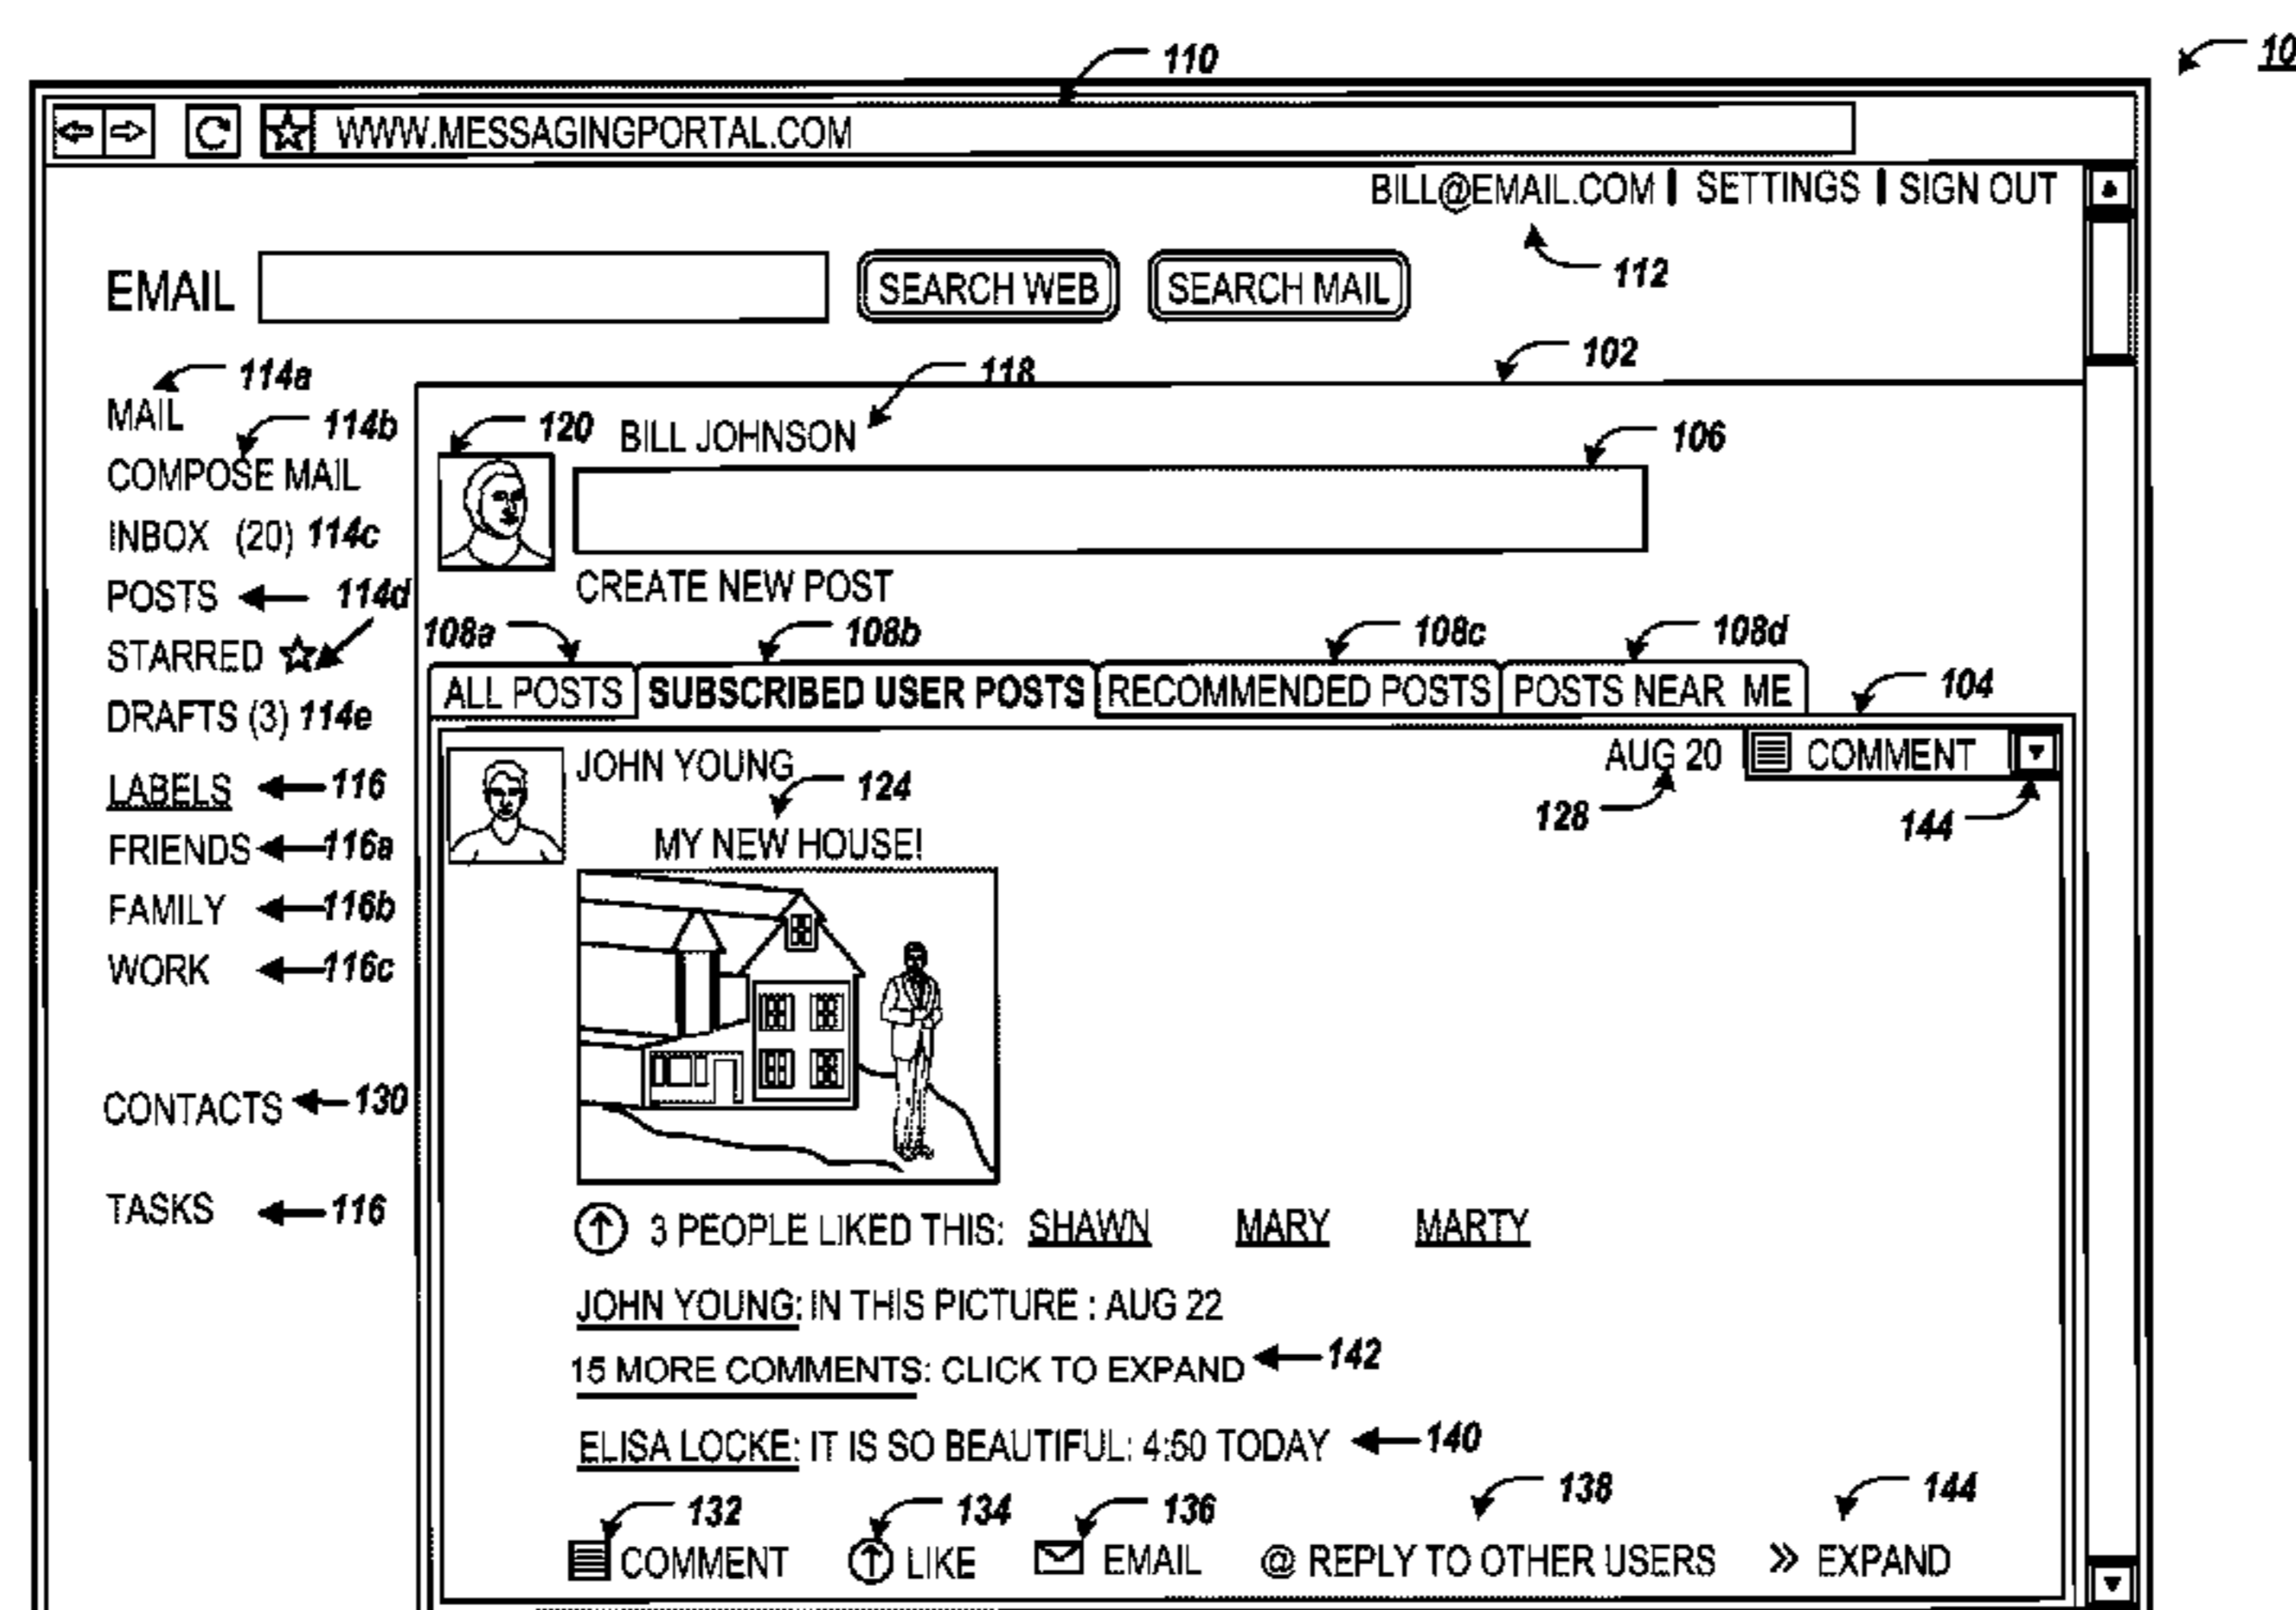 110
10
WWW.MESSAGINGPORTAL.COM
BILL@EMAIL.COM | SETTINGS | SIGN OUT
112
EMAIL SEARCH WEB SEARCH MAIL
114a 118 102
MAIL
114b 120 BILL JOHNSON 106
COMPOSE MAIL
INBOX (20) 114c
POSTS 114d CREATE NEW POST
108a 108b 108c 108d
STARRED
ALL POSTS SUBSCRIBED USER POSTS RECOMMENDED POSTS POSTS NEAR ME 104
DRAFTS (3) 114e
JOHN YOUNG AUG 20 COMMENT
LABELS 116 124 128 144
FRIENDS 116a MY NEW HOUSE!
FAMILY 116b
WORK 116c
CONTACTS 130
TASKS 116 3 PEOPLE LIKED THIS: SHAWN MARY MARTY
JOHN YOUNG: IN THIS PICTURE : AUG 22
15 MORE COMMENTS: CLICK TO EXPAND 142
ELISA LOCKE: IT IS SO BEAUTIFUL: 4:50 TODAY 140
132 134 136 138 144
COMMENT LIKE EMAIL @ REPLY TO OTHER USERS » EXPAND